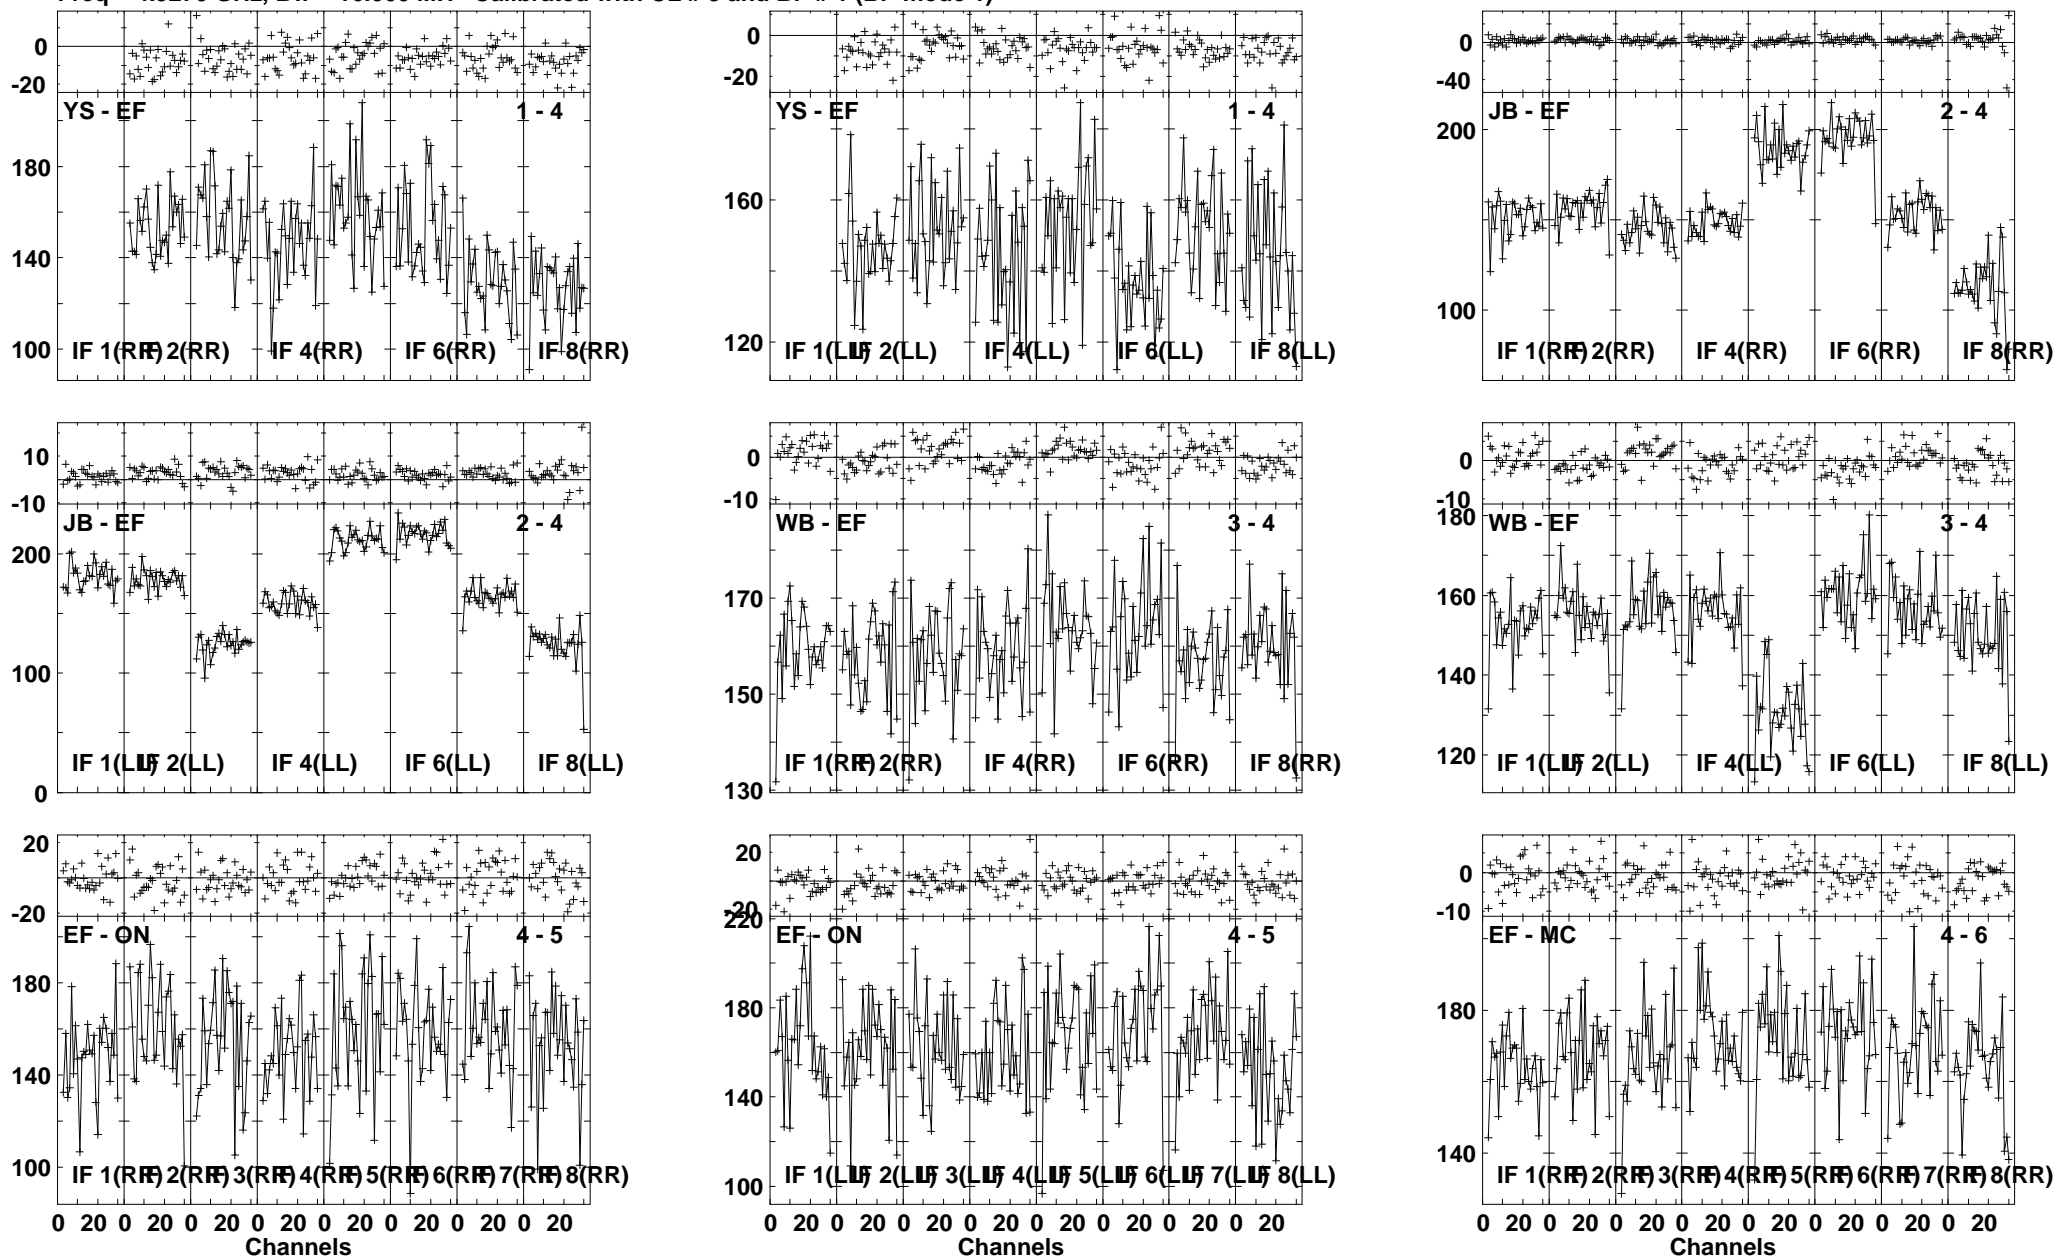 0
-20
YS - EF 1 - 4
180
140
100
IF 1(RR) IF 2(RR) IF 4(RR) IF 6(RR) IF 8(RR)
0
-20
YS - EF 1 - 4
160
120
IF 1(LL) IF 2(LL) IF 4(LL) IF 6(LL) IF 8(LL)
0
-40
JB - EF 2 - 4
200
100
IF 1(RR) IF 2(RR) IF 4(RR) IF 6(RR) IF 8(RR)
10
-10
JB - EF 2 - 4
200
100
0
IF 1(LL) IF 2(LL) IF 4(LL) IF 6(LL) IF 8(LL)
0
-10
WB - EF 3 - 4
170
150
130
IF 1(RR) IF 2(RR) IF 4(RR) IF 6(RR) IF 8(RR)
0
-10
180
WB - EF 3 - 4
160
140
120
IF 1(LL) IF 2(LL) IF 4(LL) IF 6(LL) IF 8(LL)
20
0
-20
EF - ON 4 - 5
180
140
100
IF 1(RR) IF 2(RR) IF 3(RR) IF 4(RR) IF 5(RR) IF 6(RR) IF 7(RR) IF 8(RR)
0 20 0 20 0 20 0 20 0 20 0 20 0 20 0 20
Channels
20
-20
220
EF - ON 4 - 5
180
140
100
IF 1(LL) IF 2(LL) IF 3(LL) IF 4(LL) IF 5(LL) IF 6(LL) IF 7(LL) IF 8(LL)
0 20 0 20 0 20 0 20 0 20 0 20 0 20 0 20
Channels
0
-10
EF - MC 4 - 6
180
140
IF 1(RR) IF 2(RR) IF 3(RR) IF 4(RR) IF 5(RR) IF 6(RR) IF 7(RR) IF 8(RR)
0 20 0 20 0 20 0 20 0 20 0 20 0 20 0 20
Channels